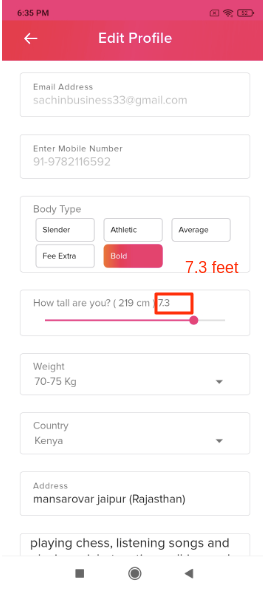 6:35 PM
Edit Profile
Email Address
sachinbusiness33@gmail.com
Enter Mobile Number
91-9782116592
Body Type
Slender
Athletic
Average
Fee Extra
Bold
7.3 feet
How tall are you? ( 219 cm ) 7.3
Weight
70-75 Kg
Country
Kenya
Address
mansarovar jaipur (Rajasthan)
playing chess, listening songs and